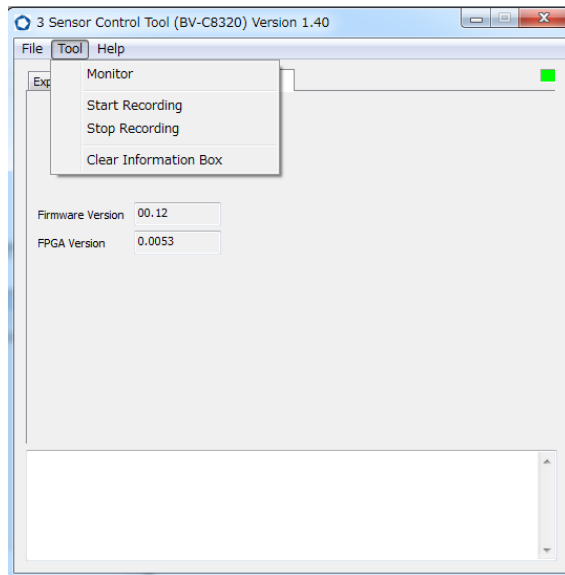 3 Sensor Control Tool (BV-C8320) Version 1.40
File Tool Help
Monitor
Exp
Start Recording
Stop Recording
Clear Information Box
Firmware Version 00.12
FPGA Version 0.0053